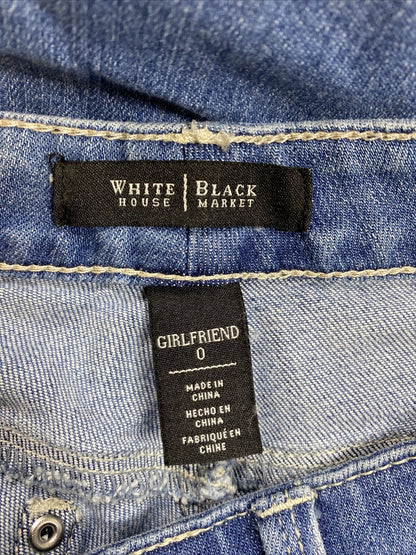 WHITE | BLACK
HOUSE | MARKET
GIRLFRIEND
0
MADE IN
CHINA
HECHO EN
CHINA
FABRIQUÉ EN
CHINE